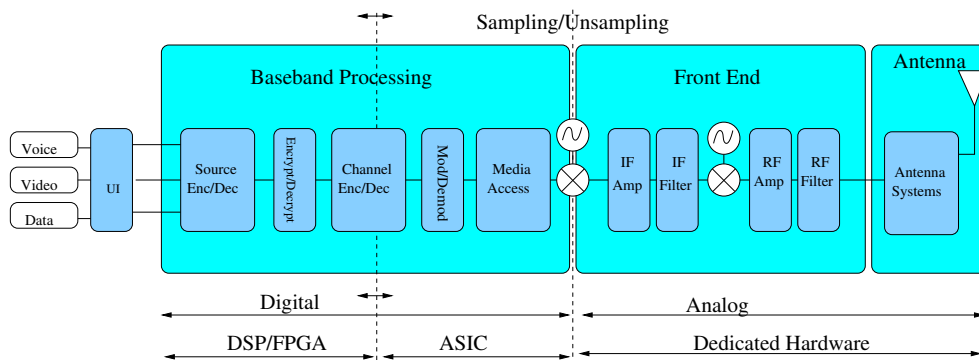 Sampling/Unsampling
Baseband Processing
Front End
Antenna
Voice
Video
Data
UI
Source
Enc/Dec
Encrypt/Decrypt
Channel
Enc/Dec
Mod/Demod
Media
Access
IF
Amp
IF
Filter
RF
Amp
RF
Filter
Antenna
Systems
Digital
Analog
DSP/FPGA
ASIC
Dedicated Hardware